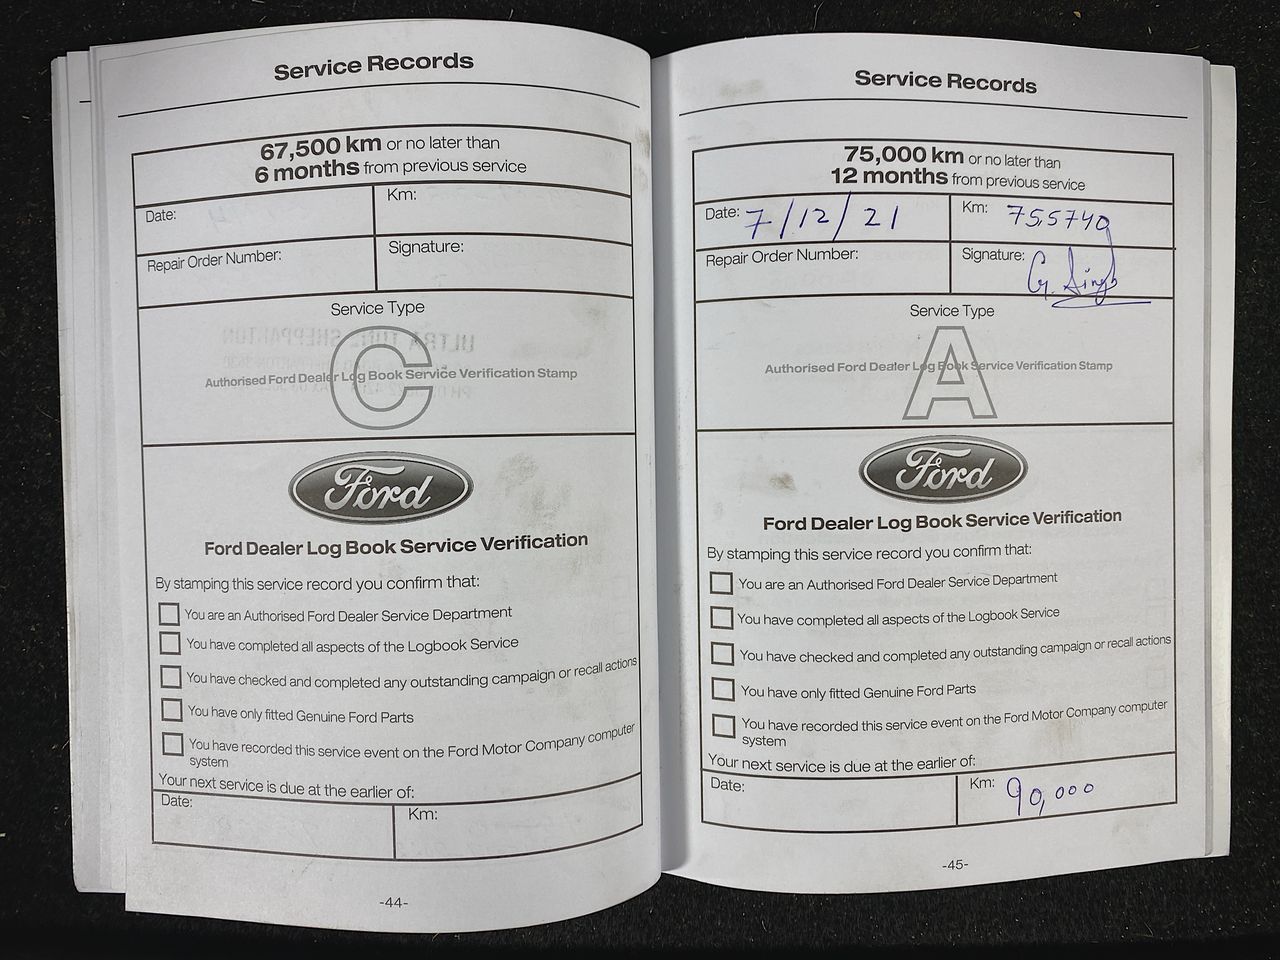 Service Records
67,500 km or no later than
6 months from previous service
Date:
Km:
Repair Order Number:
Signature:
Service Type
C
Authorised Ford Dealer Log Book Service Verification Stamp
Ford
Ford Dealer Log Book Service Verification
By stamping this service record you confirm that:
You are an Authorised Ford Dealer Service Department
You have completed all aspects of the Logbook Service
You have checked and completed any outstanding campaign or recall actions
You have only fitted Genuine Ford Parts
You have recorded this service event on the Ford Motor Company computer
system
Your next service is due at the earlier of:
Date:
Km:
-44-
Service Records
75,000 km or no later than
12 months from previous service
Date: 7/12/21
Km:
Repair Order Number:
Signature:
Service Type
A
Authorised Ford Dealer Log Book Service Verification Stamp
Ford
Ford Dealer Log Book Service Verification
By stamping this service record you confirm that:
You are an Authorised Ford Dealer Service Department
You have completed all aspects of the Logbook Service
You have checked and completed any outstanding campaign or recall actions
You have only fitted Genuine Ford Parts
You have recorded this service event on the Ford Motor Company computer
system
Your next service is due at the earlier of:
Date:
Km: 90,000
-45-